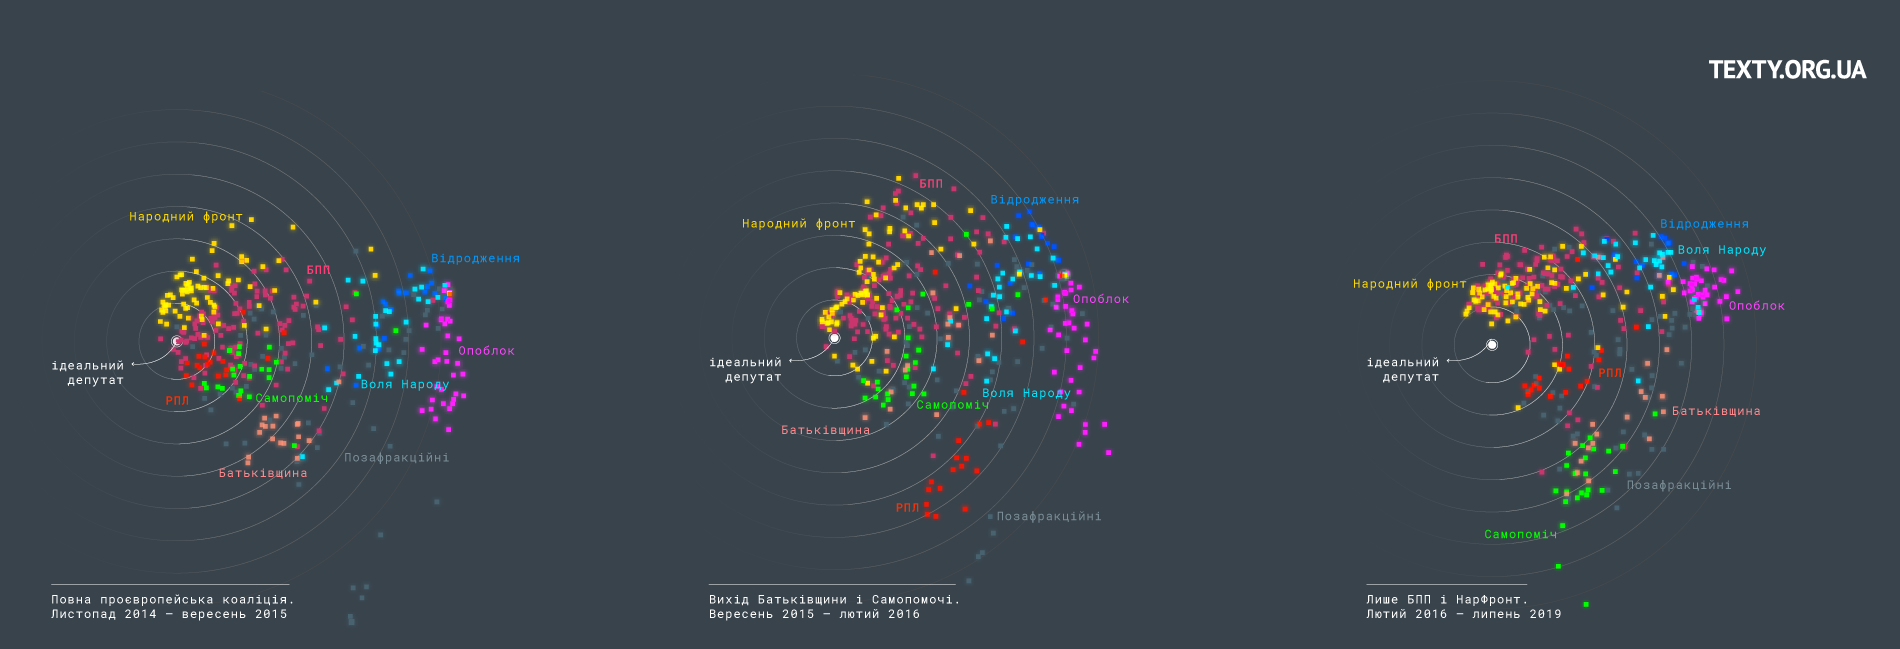 TEXTY.ORG.UA
Народний фронт
БПП
Відродження
Опоблок
ідеальний
депутат
Воля Народу
РПЛ
Самопоміч
Позафракційні
Батьківщина
Повна проєвропейська коаліція.
Листопад 2014 — вересень 2015
БПП
Відродження
Народний фронт
Опоблок
ідеальний
депутат
Воля Народу
Самопоміч
Батьківщина
РПЛ
Позафракційні
Вихід Батьківщини і Самопомочі.
Вересень 2015 — лютий 2016
Відродження
БПП
Воля Народу
Народний фронт
Опоблок
ідеальний
депутат
РПЛ
Батьківщина
Позафракційні
Самопоміч
Лише БПП і НарФронт.
Лютий 2016 — липень 2019